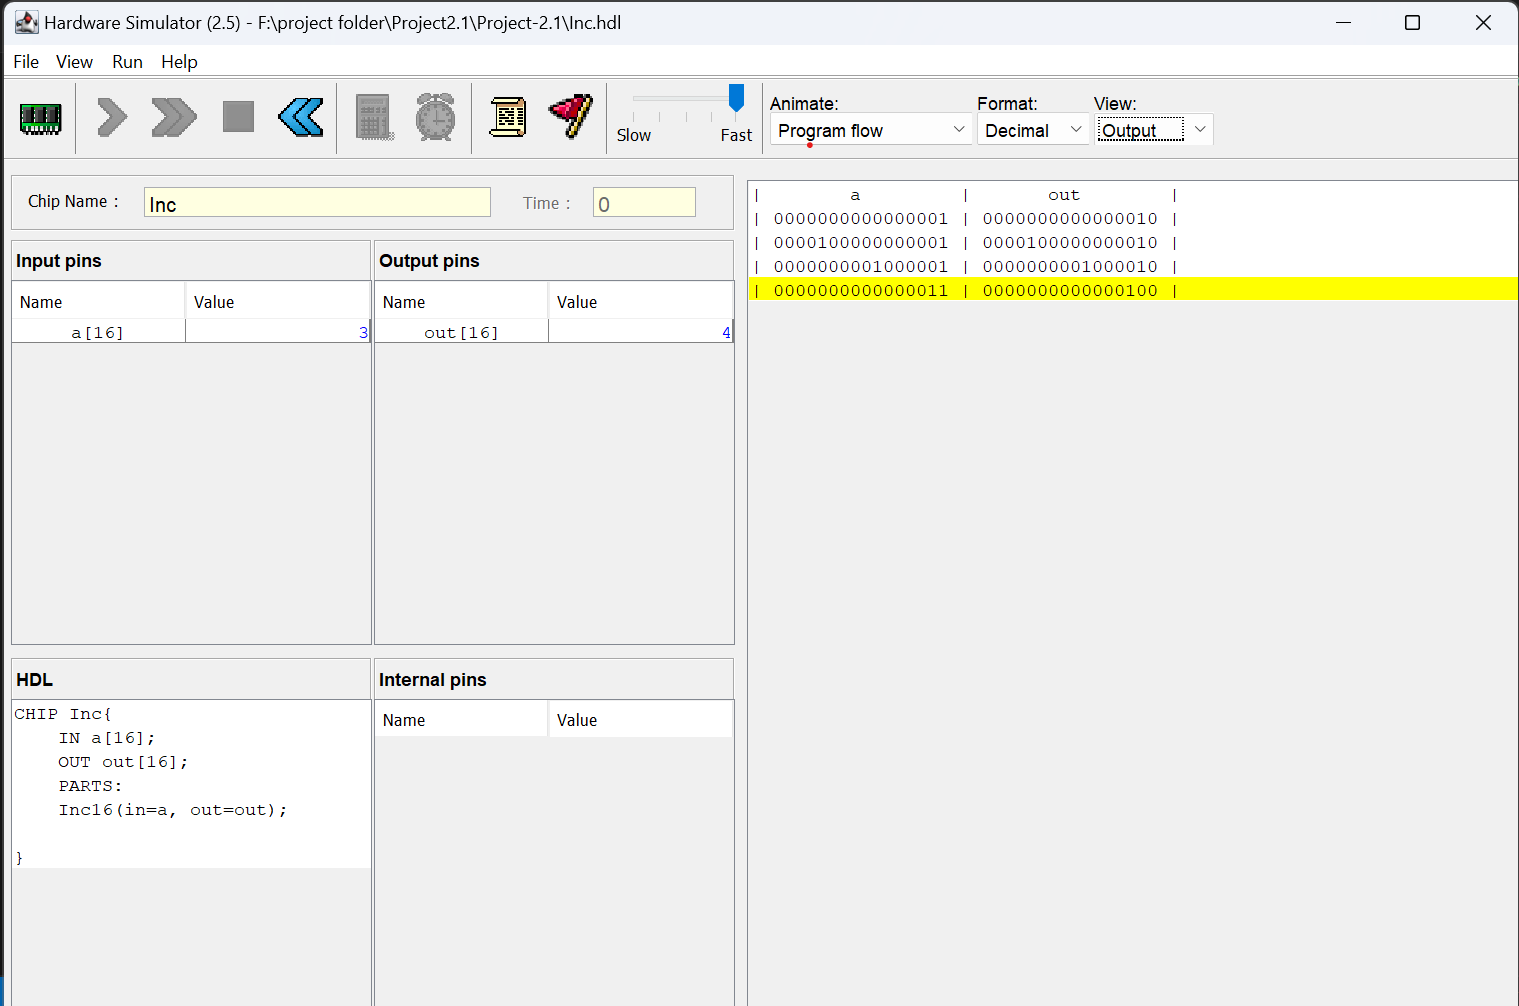 Hardware Simulator (2.5) - F:\project folder\Project2.1\Project-2.1\Inc.hdl
File View Run Help
Slow Fast
Animate: Format: View:
Program flow Decimal Output
Chip Name : Inc Time : 0
Input pins
Name Value
a[16] 3
Output pins
Name Value
out[16] 4
HDL
CHIP Inc{
    IN a[16];
    OUT out[16];
    PARTS:
    Inc16(in=a, out=out);
}
Internal pins
Name Value
| a | out |
| 0000000000000001 | 0000000000000010 |
| 0000100000000001 | 0000100000000010 |
| 0000000001000001 | 0000000001000010 |
| 0000000000000011 | 0000000000000100 |